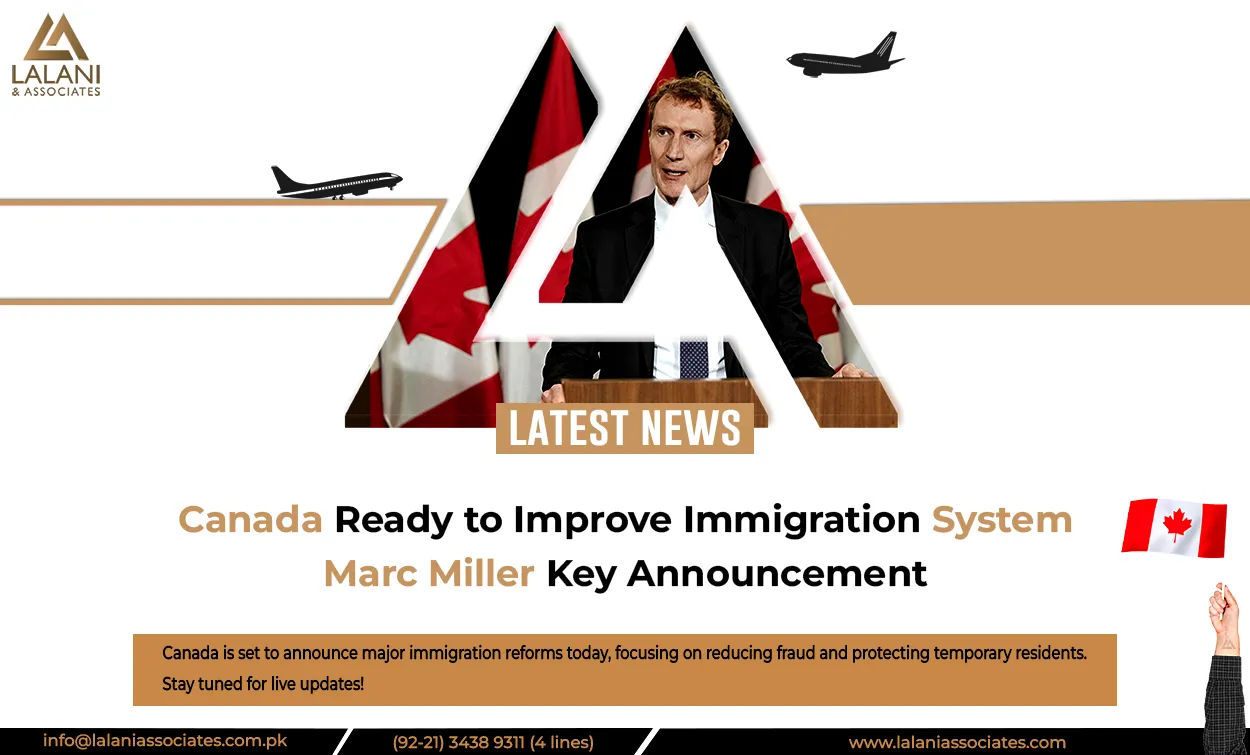 LALANI
& ASSOCIATES
LATEST NEWS
Canada Ready to Improve Immigration System
Marc Miller Key Announcement
Canada is set to announce major immigration reforms today, focusing on reducing fraud and protecting temporary residents.
Stay tuned for live updates!
info@lalaniassociates.com.pk
(92-21) 3438 9311 (4 lines)
www.lalaniassociates.com